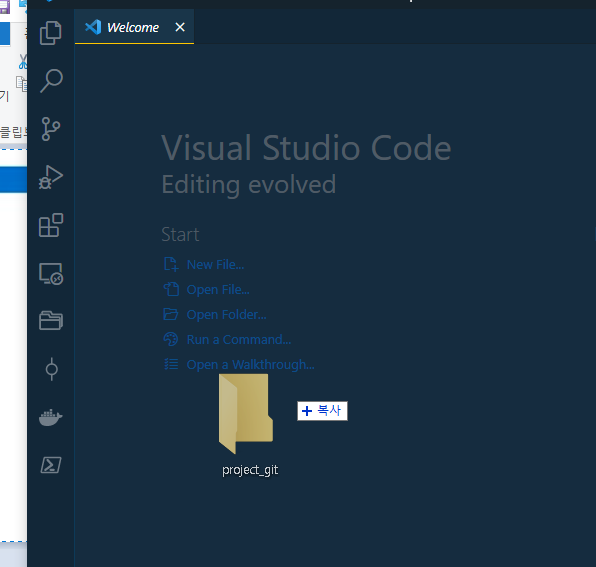 Welcome
기
클립보
Visual Studio Code
Editing evolved
Start
New File...
Open File...
Open Folder...
Run a Command...
Open a Walkthrough...
+ 복사
project_git